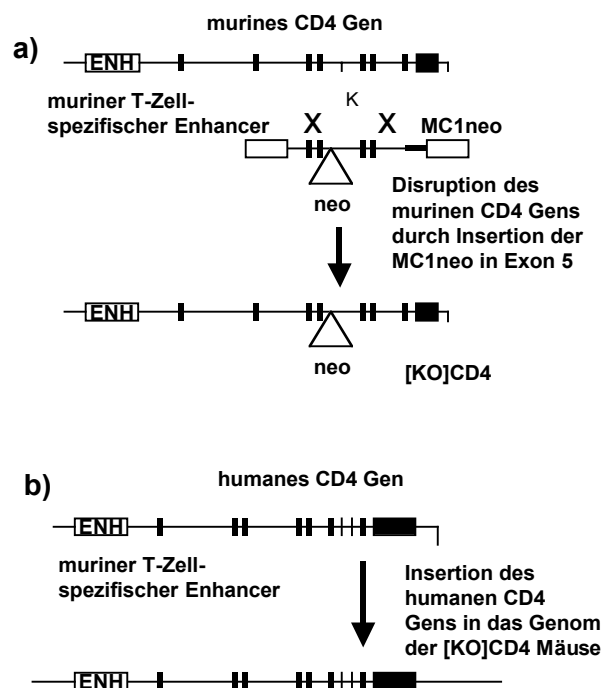 murines CD4 Gen
a)
ENH
K
muriner T-Zell-
spezifischer Enhancer
X X
MC1neo
neo
Disruption des
murinen CD4 Gens
durch Insertion der
MC1neo in Exon 5
ENH
neo
[KO]CD4
b)
humanes CD4 Gen
ENH
muriner T-Zell-
spezifischer Enhancer
Insertion des
humanen CD4
Gens in das Genom
der [KO]CD4 Mäuse
ENH